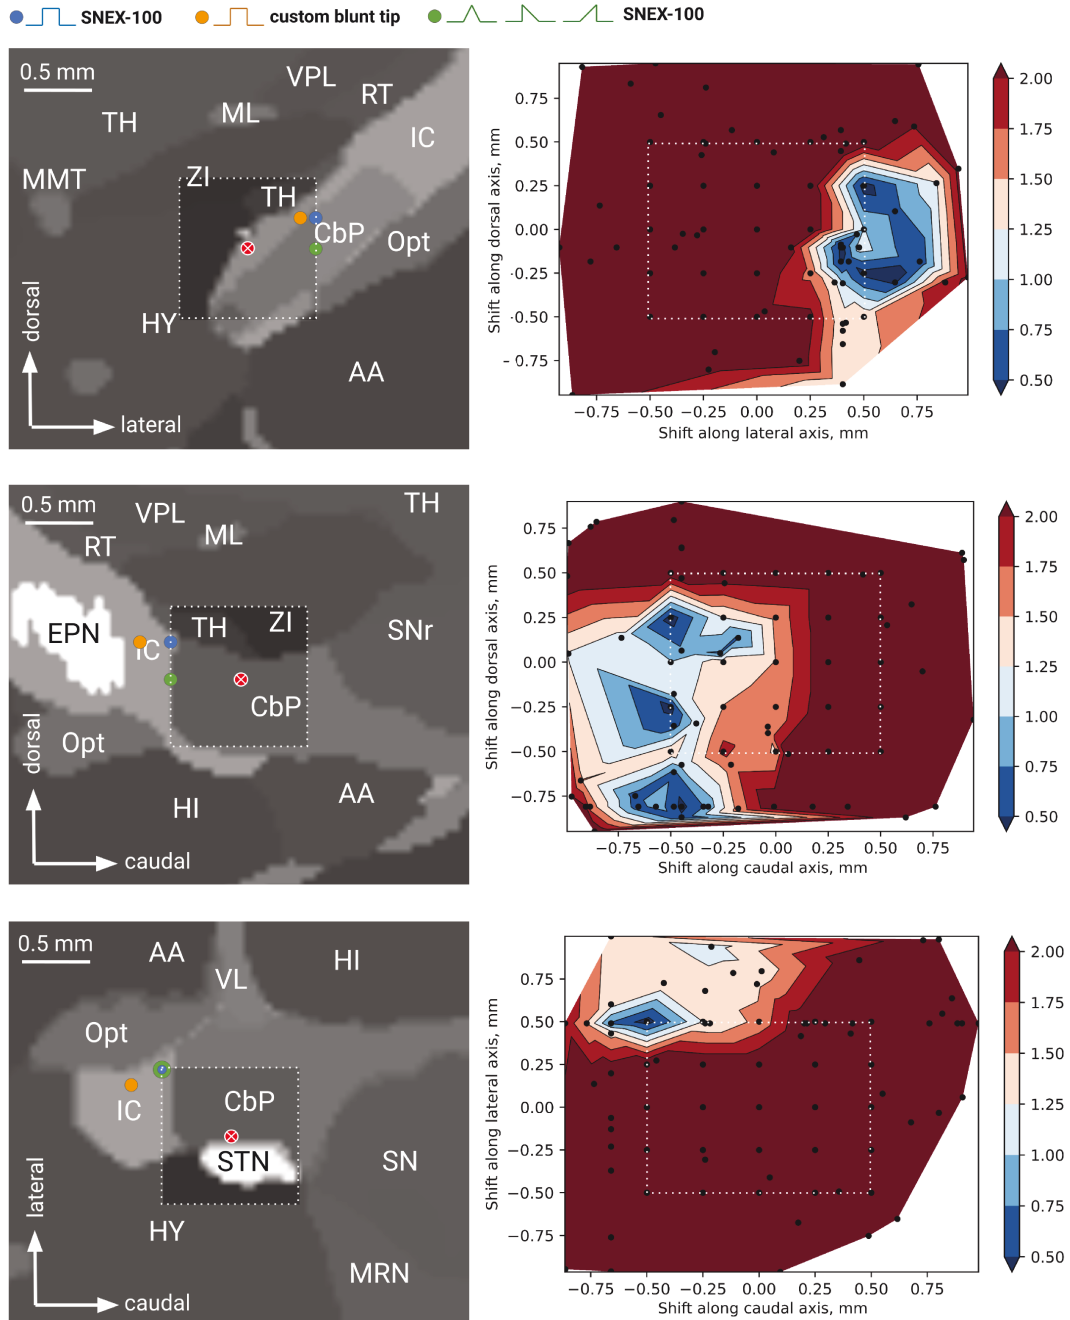 SNEX-100 custom blunt tip SNEX-100
0.5 mm
VPL
RT
TH
ML
IC
MMT
ZI
TH
CbP
Opt
HY
AA
dorsal
lateral
Shift along dorsal axis, mm
0.75
0.50
0.25
0.00
-0.25
-0.50
- 0.75
−0.75 −0.50 −0.25 0.00 0.25 0.50 0.75
Shift along lateral axis, mm
2.00
1.75
1.50
1.25
1.00
0.75
0.50
0.5 mm
VPL
TH
ML
RT
EPN
IC
TH
ZI
SNr
CbP
Opt
HI
AA
dorsal
caudal
Shift along dorsal axis, mm
0.75
0.50
0.25
0.00
−0.25
−0.50
−0.75
−0.75 −0.50 −0.25 0.00 0.25 0.50 0.75
Shift along caudal axis, mm
2.00
1.75
1.50
1.25
1.00
0.75
0.50
0.5 mm
AA
HI
VL
Opt
IC
CbP
STN
SN
HY
MRN
lateral
caudal
Shift along lateral axis, mm
0.75
0.50
0.25
0.00
−0.25
−0.50
−0.75
−0.75 −0.50 −0.25 0.00 0.25 0.50 0.75
Shift along caudal axis, mm
2.00
1.75
1.50
1.25
1.00
0.75
0.50